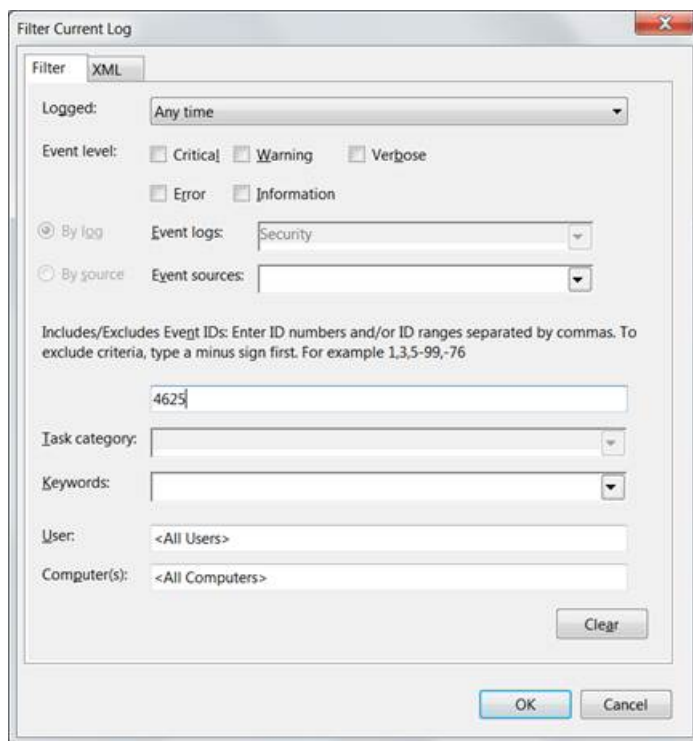 Filter Current Log
Filter XML
Logged: Any time
Event level: Critical Warning Verbose
Error Information
By log Event logs: Security
By source Event sources:
Includes/Excludes Event IDs: Enter ID numbers and/or ID ranges separated by commas. To
exclude criteria, type a minus sign first. For example 1,3,5-99,-76
4625
Task category:
Keywords:
User: <All Users>
Computer(s): <All Computers>
Clear
OK Cancel